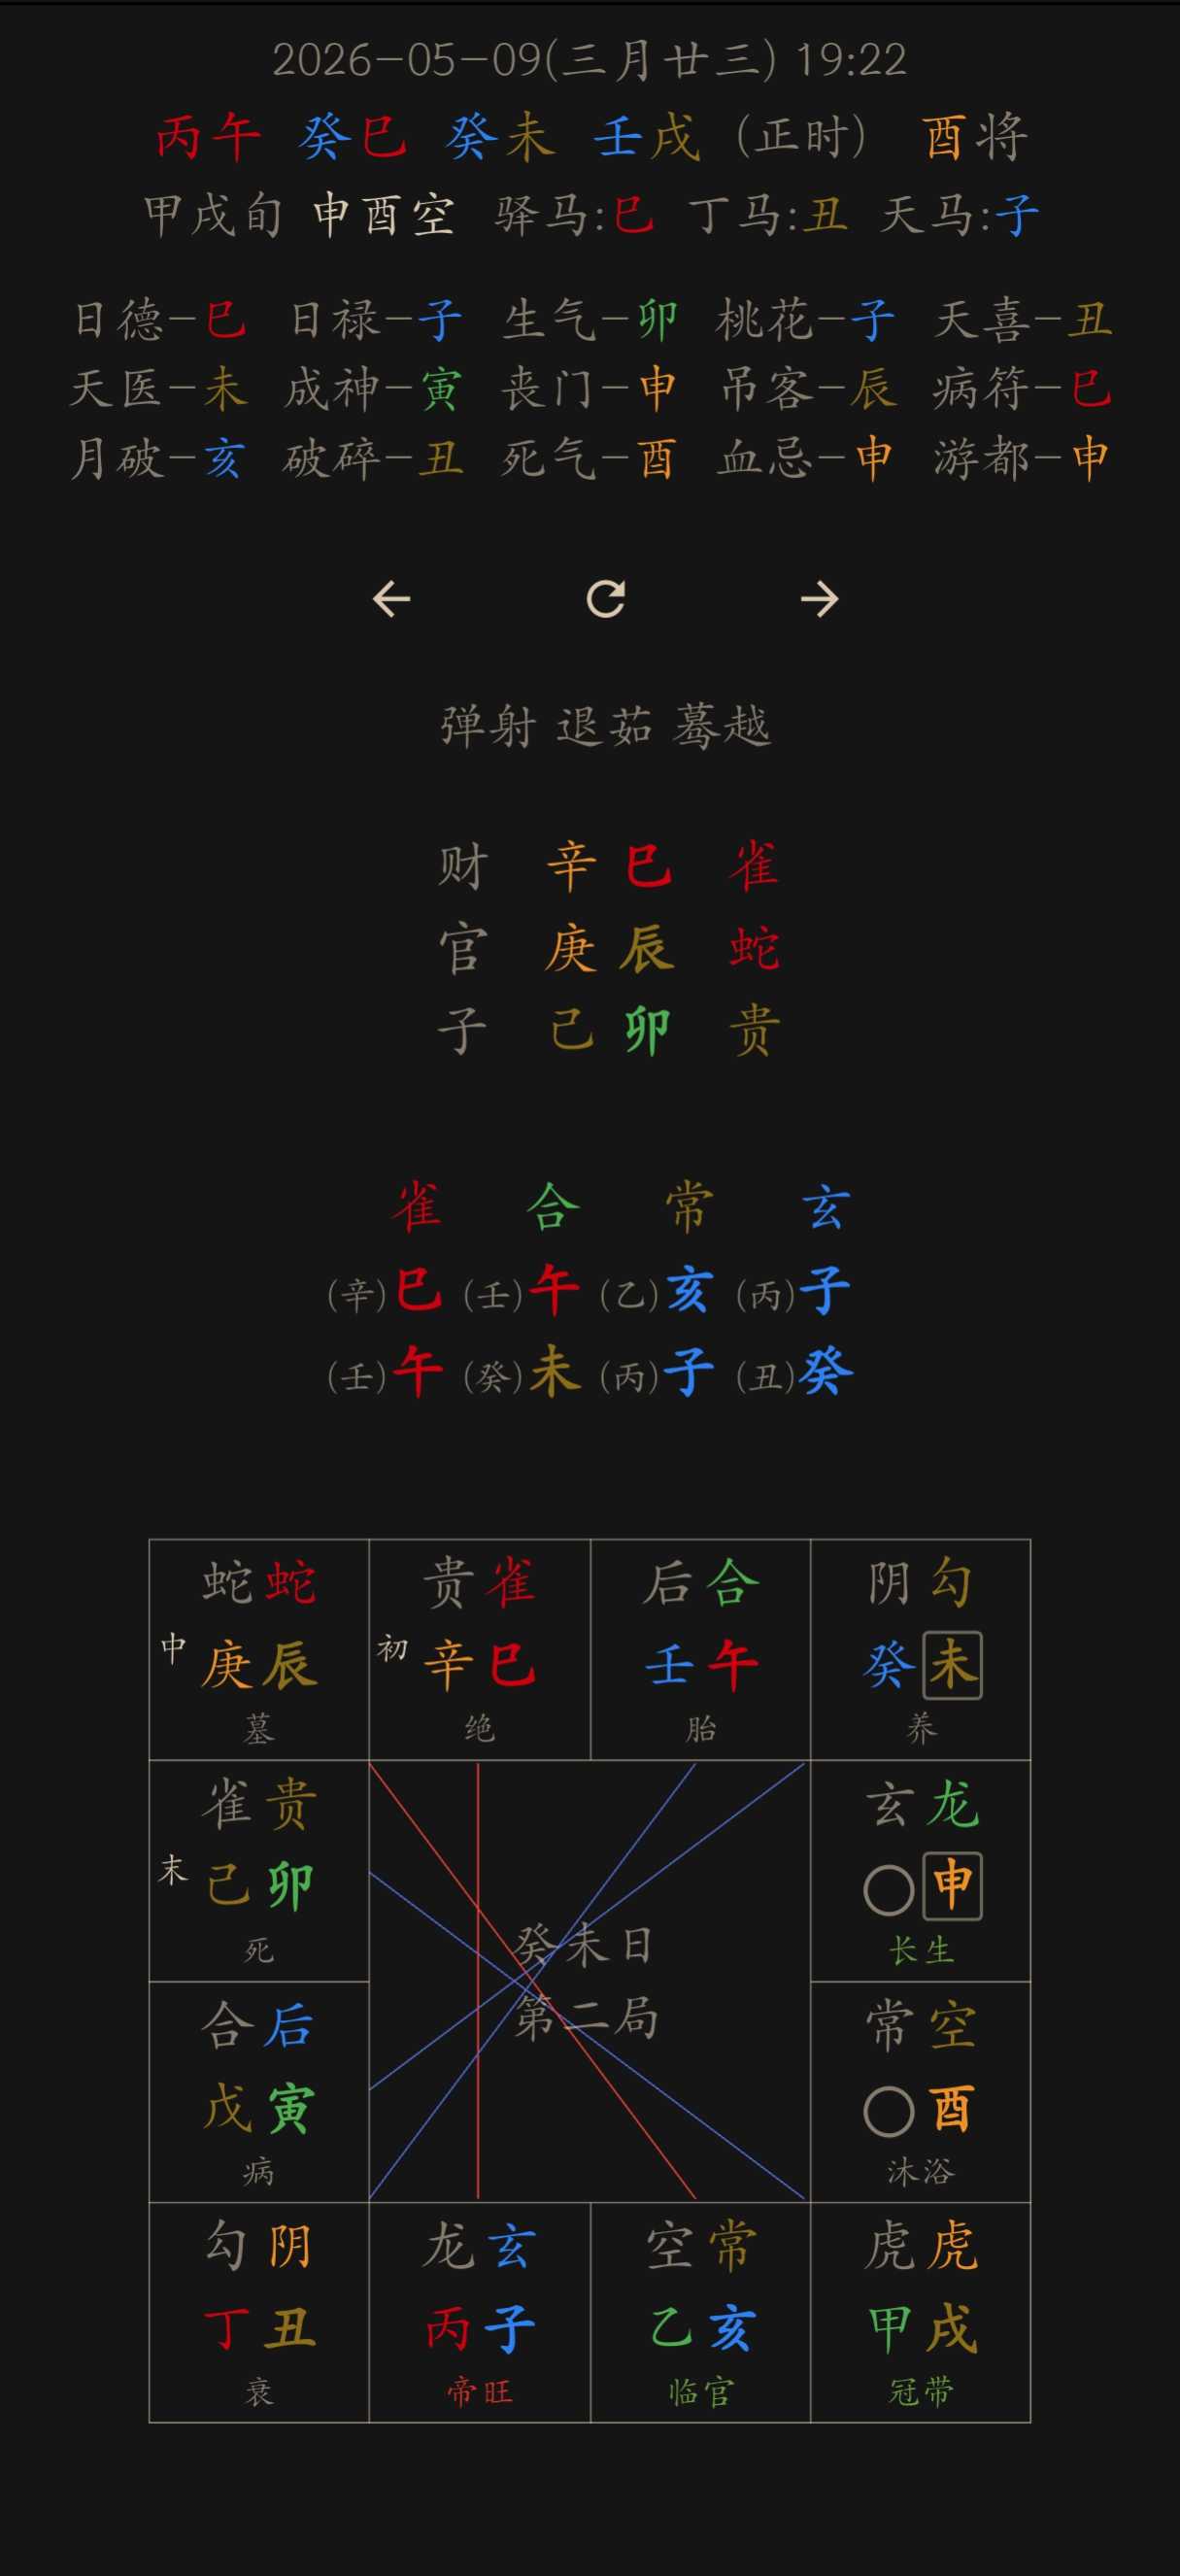 2026-05-09(三月廿三) 19:22
丙午 癸巳 癸未 壬戌 (正时) 酉将
甲戌旬 申酉空 驿马:巳 丁马:丑 天马:子
日德-巳 日禄-子 生气-卯 桃花-子 天喜-丑
天医-未 成神-寅 丧门-申 吊客-辰 病符-巳
月破-亥 破碎-丑 死气-酉 血忌-申 游都-申
弹射 退茹 蓦越
财 辛 巳 雀
官 庚 辰 蛇
子 己 卯 贵
雀 合 常 玄
(辛)巳 (壬)午 (乙)亥 (丙)子
(壬)午 (癸)未 (丙)子 (丑)癸
蛇蛇 贵雀 后合 阴勾
中 庚辰 初 辛巳 壬午 癸未
墓 绝 胎 养
雀贵 玄龙
末 己卯 〇申
死 长生
癸未日
第二局
合后 常空
戊寅 〇酉
病 沐浴
勾阴 龙玄 空常 虎虎
丁丑 丙子 乙亥 甲戌
衰 帝旺 临官 冠带